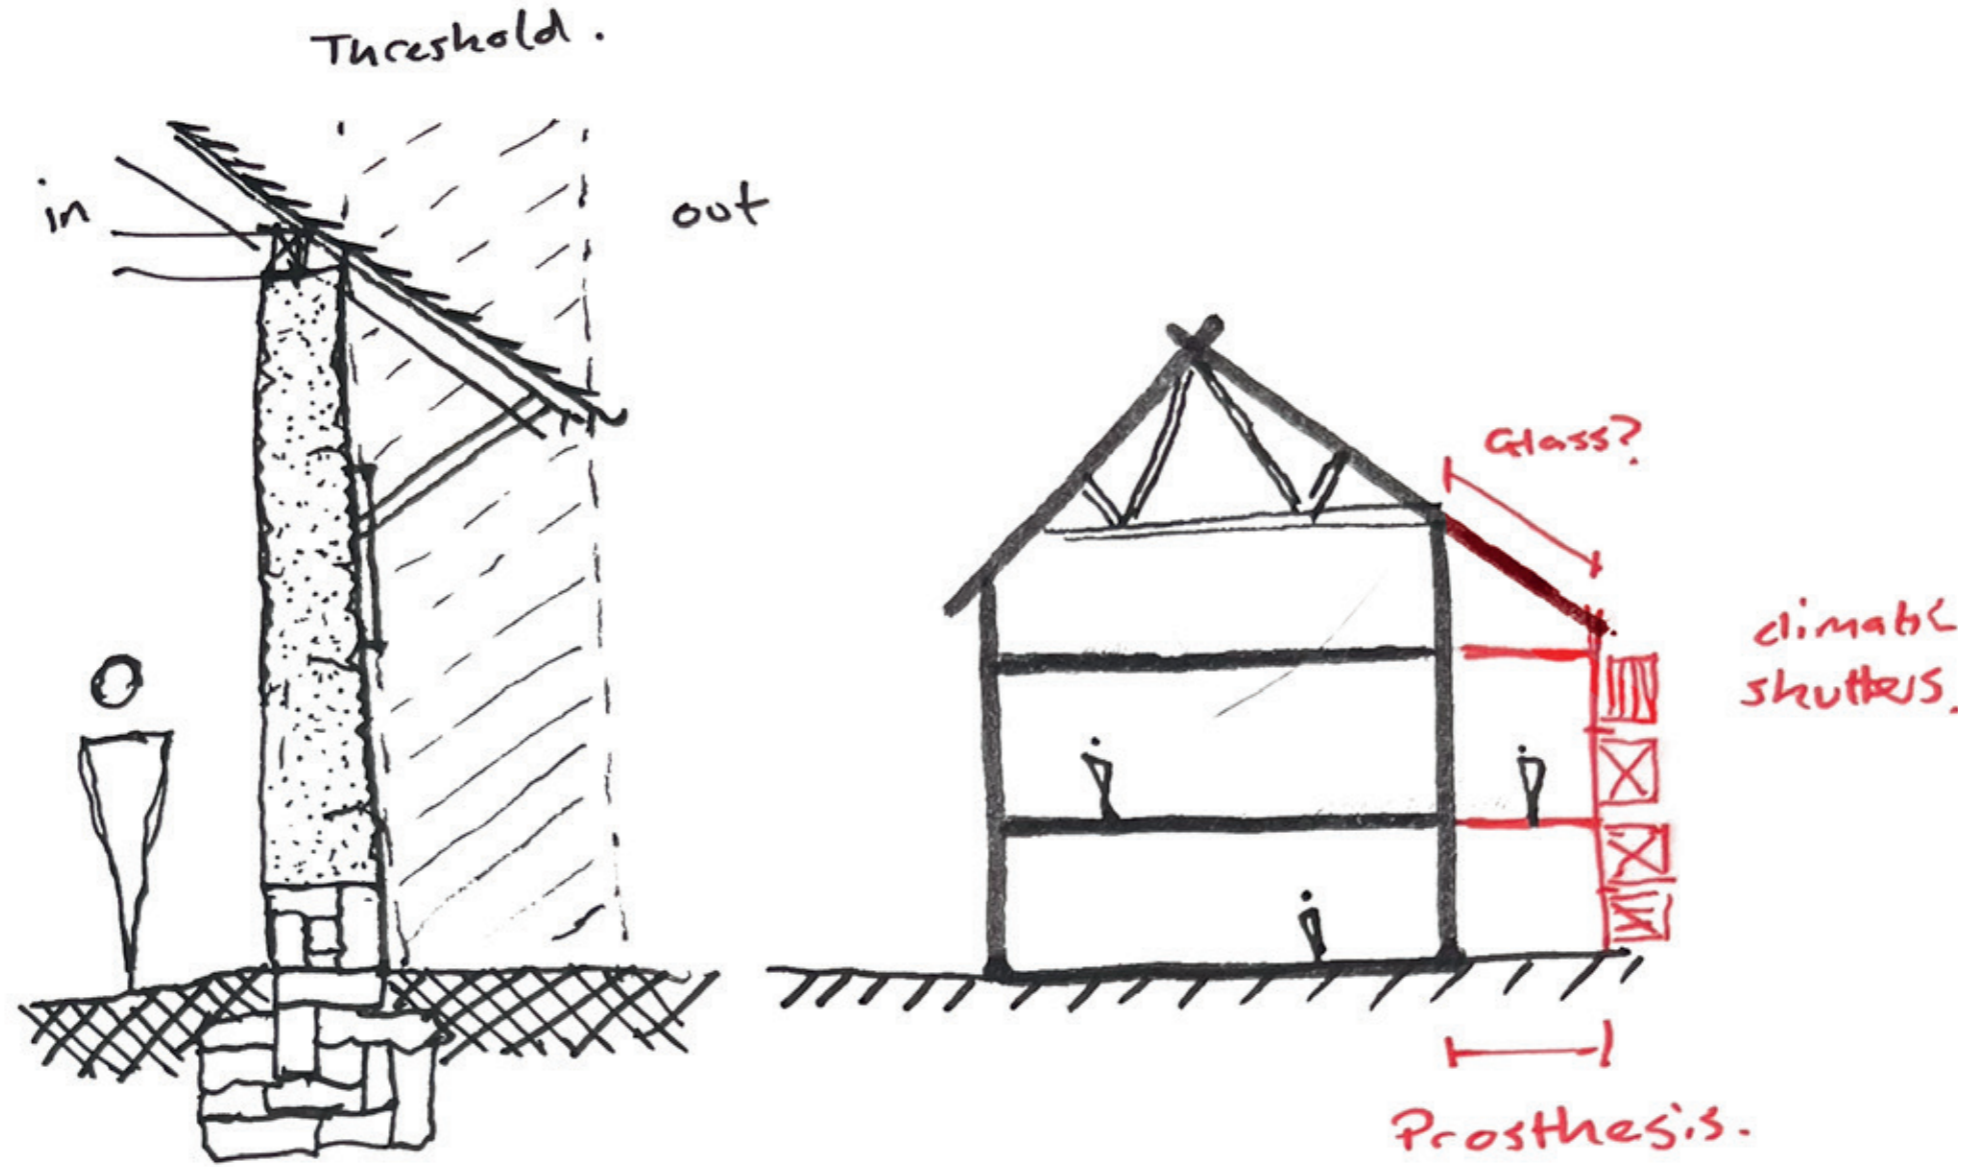 Threshold.
in
out
Glass?
climatic
shutters.
Prosthesis.